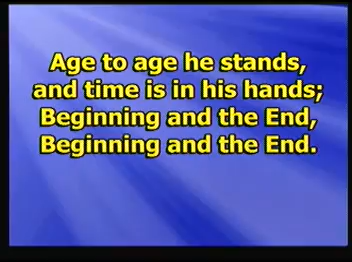 Age to age he stands,
and time is in his hands;
Beginning and the End,
Beginning and the End.